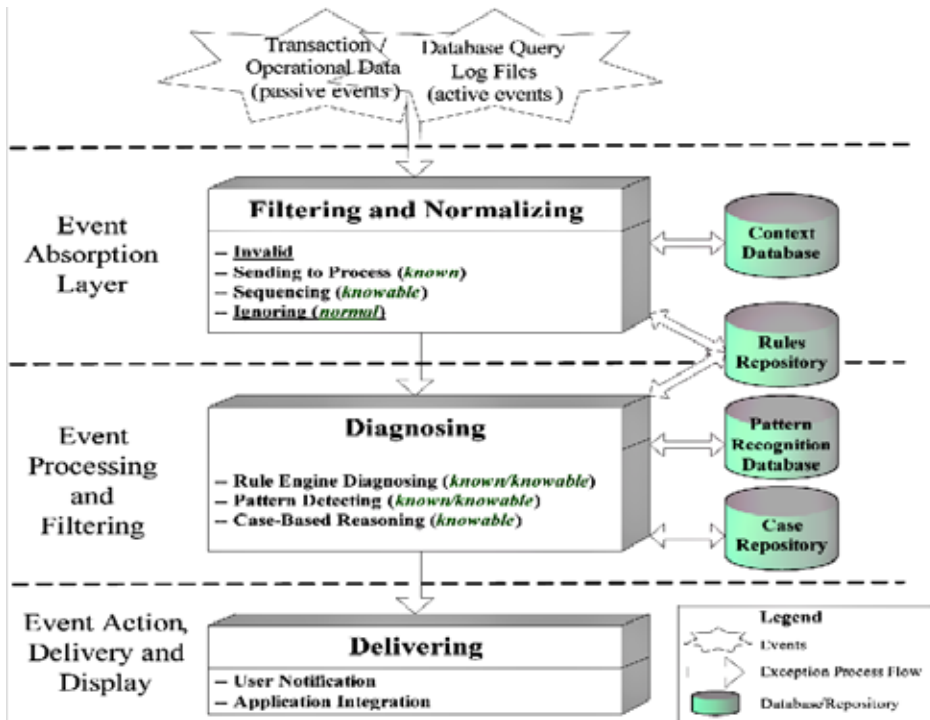 Transaction /
Operational Data
(passive events)
Database Query
Log Files
(active events)
Event
Absorption
Layer
Filtering and Normalizing
– Invalid
– Sending to Process (known)
– Sequencing (knowable)
– Ignoring (normal)
Context
Database
Rules
Repository
Event
Processing
and
Filtering
Diagnosing
– Rule Engine Diagnosing (known/knowable)
– Pattern Detecting (known/knowable)
– Case-Based Reasoning (knowable)
Pattern
Recognition
Database
Case
Repository
Event Action,
Delivery and
Display
Delivering
– User Notification
– Application Integration
Legend
Events
Exception Process Flow
Database/Repository